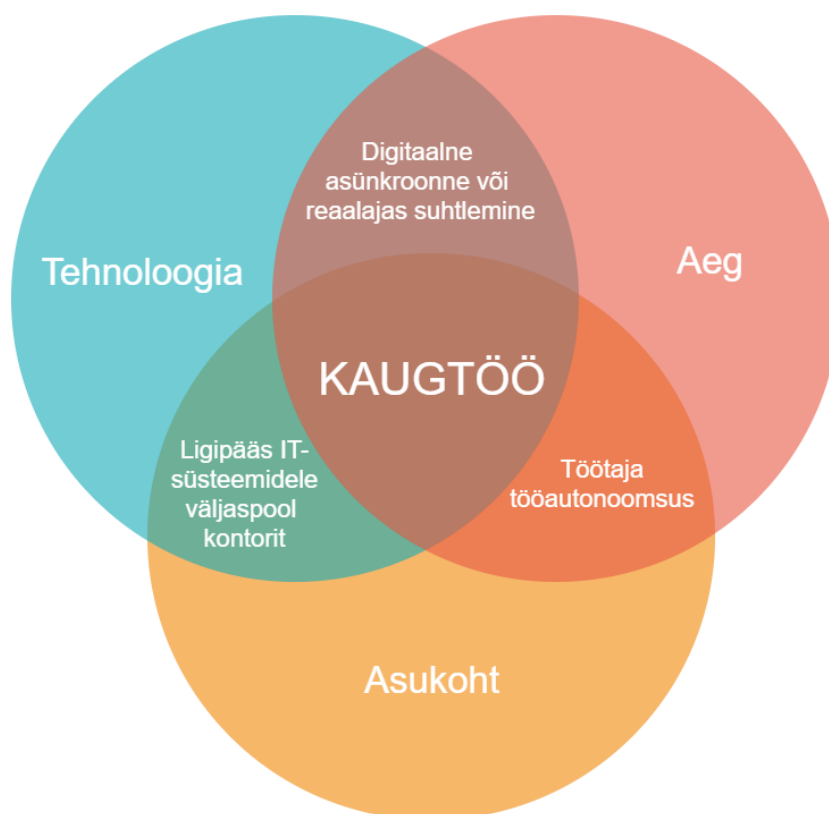 Digitaalne
asünkroonne või
reaalajas suhtlemine
Tehnoloogia
Aeg
KAUGTÖÖ
Ligipääs IT-
süsteemidele
väljaspool
kontorit
Töötaja
tööautonoomsus
Asukoht